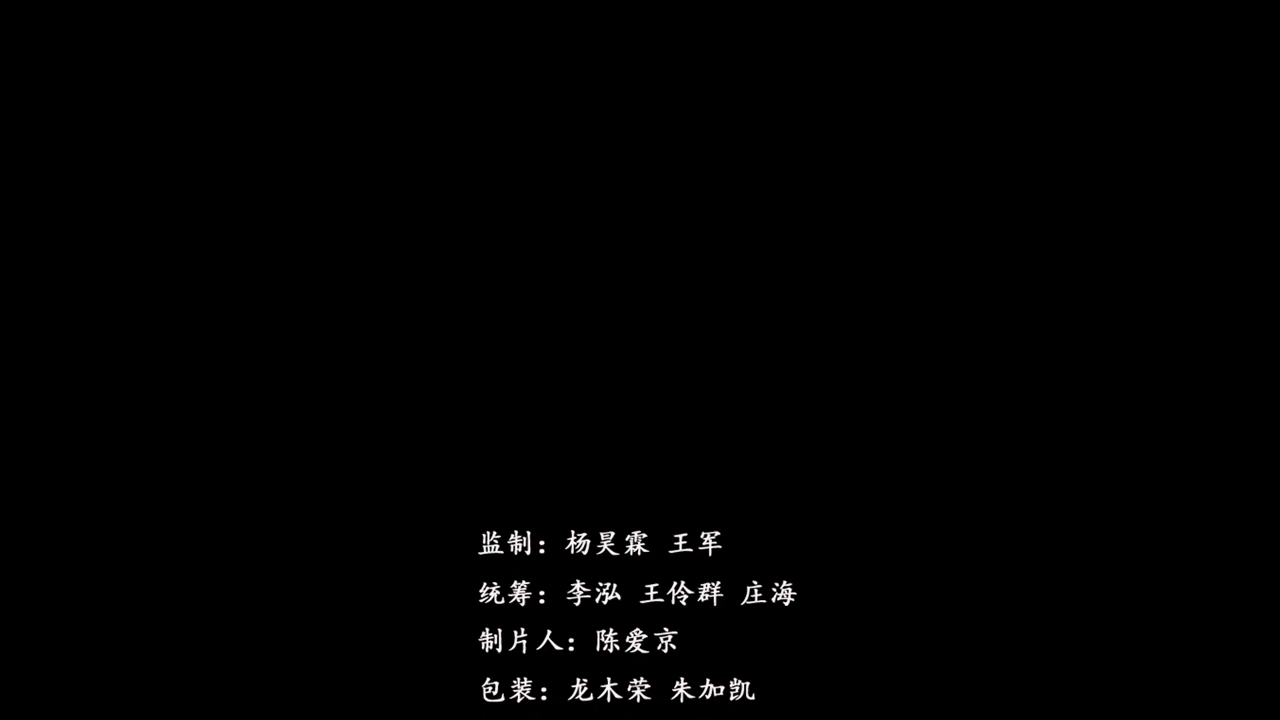 监制：杨昊霖 王军
统筹：李泓 王伶群 庄海
制片人：陈爱京
包装：龙木荣 朱加凯